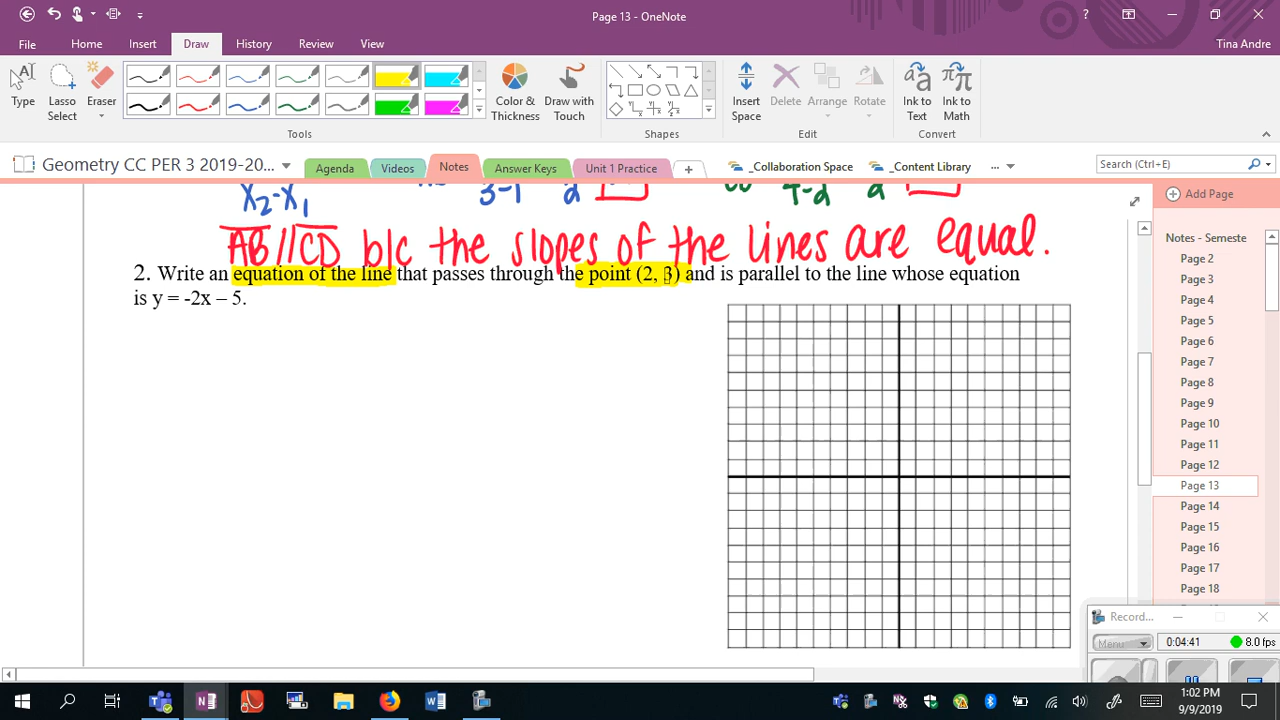 Page 13 - OneNote
?
File Home Insert Draw History Review View
Tina Andre
Type
Lasso Select
Eraser
Color & Thickness
Draw with Touch
Insert Space
Delete
Arrange
Rotate
Ink to Text
Ink to Math
Tools
Shapes
Edit
Convert
Geometry CC PER 3 2019-20...
Agenda Videos Notes Answer Keys Unit 1 Practice +
_Collaboration Space _Content Library ...
Search (Ctrl+E)
Add Page
x2-x1 3-1 2 4-2 2
AB//CD b/c the slopes of the lines are equal.
2. Write an equation of the line that passes through the point (2, 3) and is parallel to the line whose equation
is y = -2x – 5.
Notes - Semeste
Page 2
Page 3
Page 4
Page 5
Page 6
Page 7
Page 8
Page 9
Page 10
Page 11
Page 12
Page 13
Page 14
Page 15
Page 16
Page 17
Page 18
Record...
Menu 0:04:41 8.0 fps
1:02 PM
9/9/2019